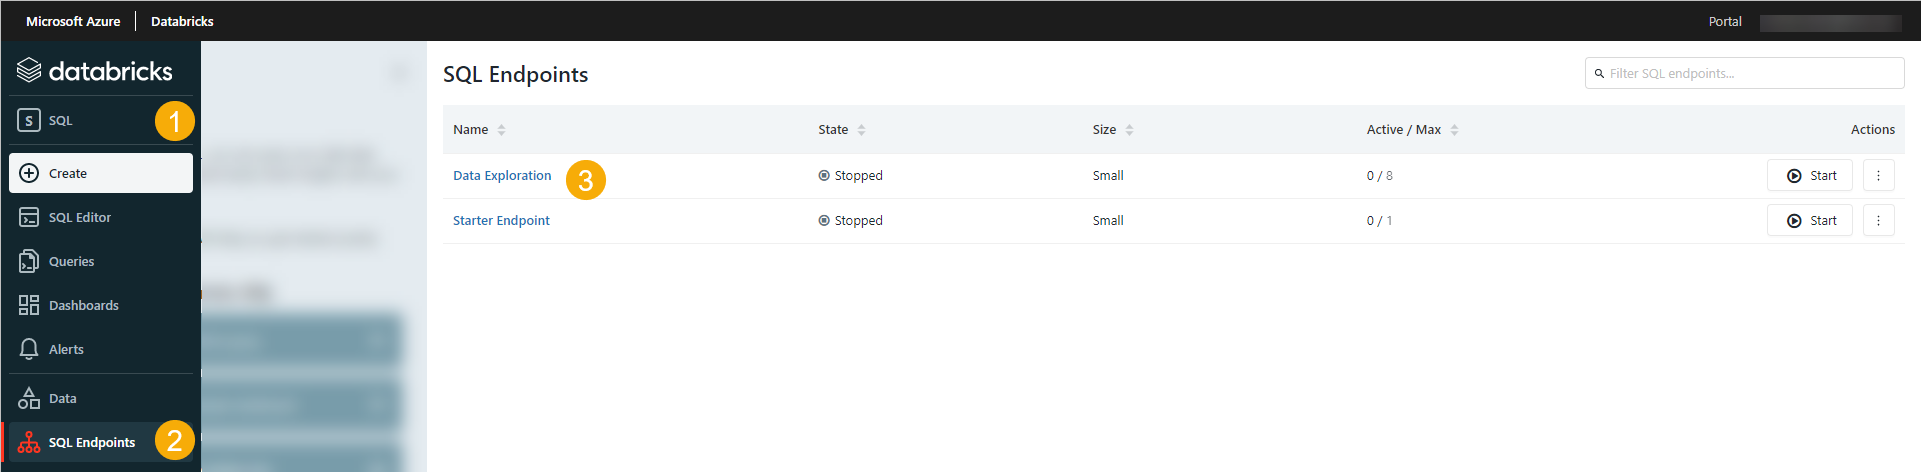 Microsoft Azure Databricks Portal
databricks
S SQL 1
Create
SQL Editor
Queries
Dashboards
Alerts
Data
SQL Endpoints 2
SQL Endpoints
Filter SQL endpoints...
Name State Size Active / Max Actions
Data Exploration 3 Stopped Small 0 / 8 Start
Starter Endpoint Stopped Small 0 / 1 Start